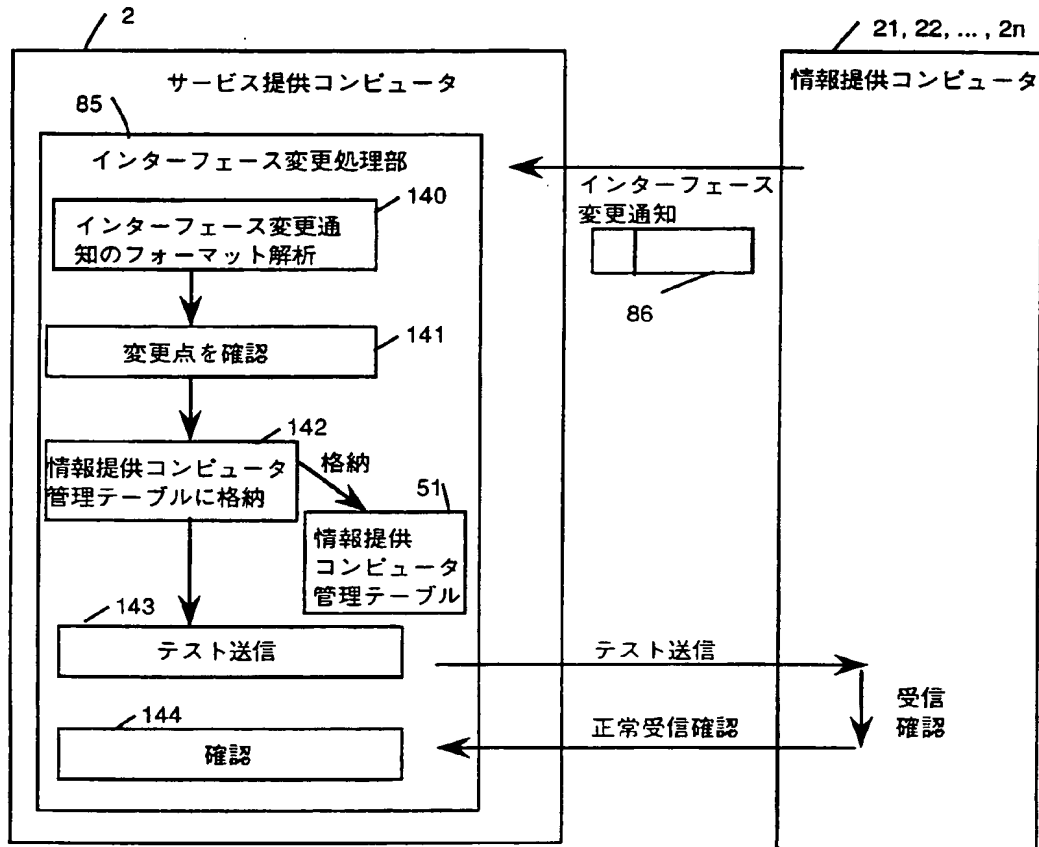 2
21, 22, ... , 2n
サービス提供コンピュータ
情報提供コンピュータ
85
インターフェース変更処理部
140
インターフェース変更通
知のフォーマット解析
インターフェース
変更通知
86
141
変更点を確認
142
情報提供コンピュータ
管理テーブルに格納
格納
51
情報提供
コンピュータ
管理テーブル
143
テスト送信
テスト送信
受信
確認
144
確認
正常受信確認